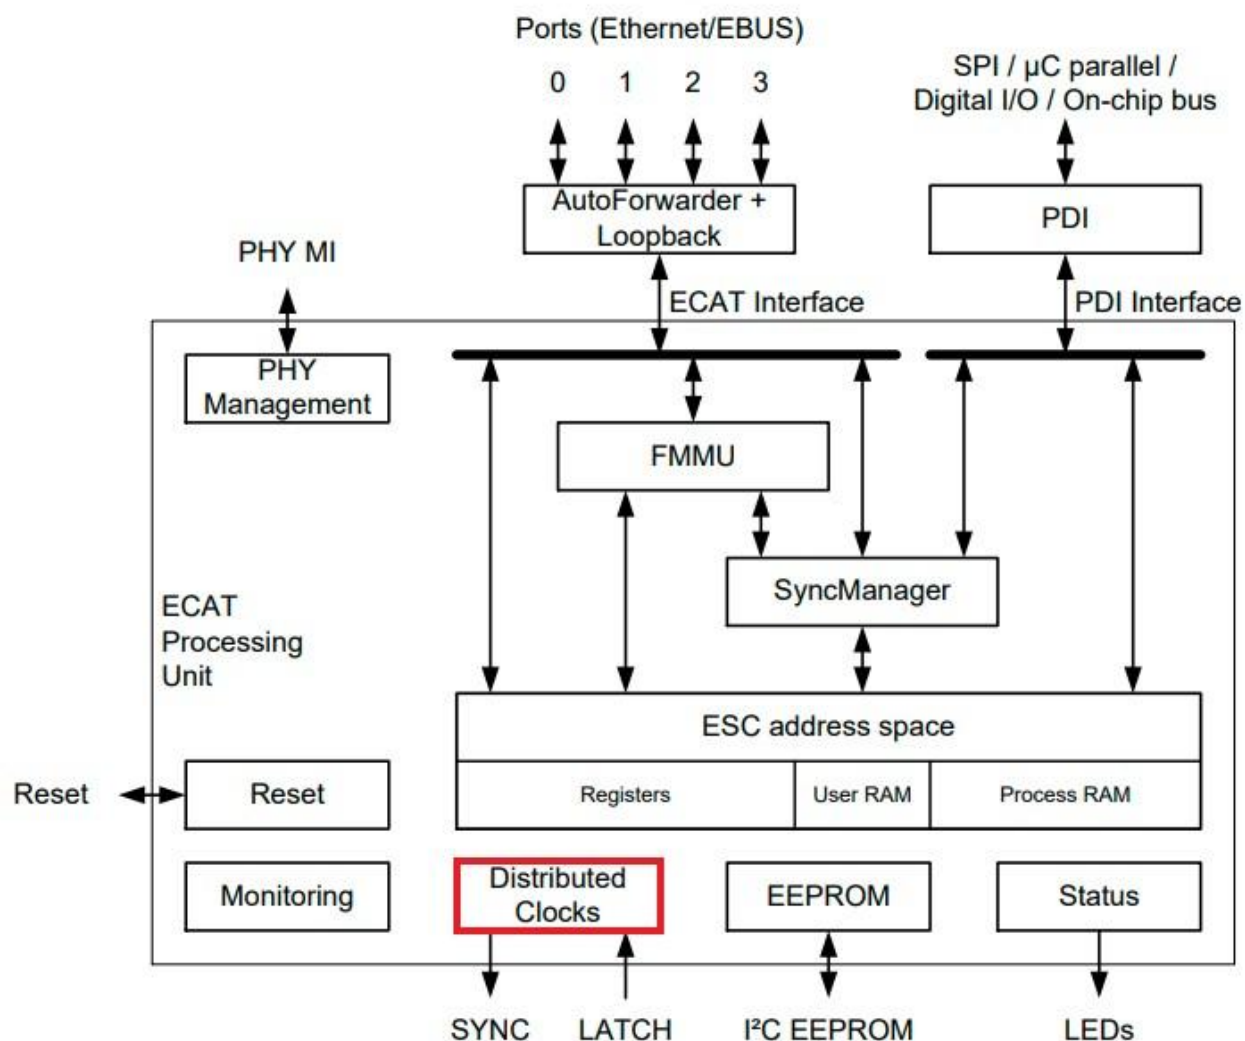 Ports (Ethernet/EBUS)
0 1 2 3
SPI / µC parallel /
Digital I/O / On-chip bus
AutoForwarder +
Loopback
PDI
PHY MI
ECAT Interface
PDI Interface
PHY
Management
FMMU
SyncManager
ECAT
Processing
Unit
ESC address space
Reset
Reset
Registers
User RAM
Process RAM
Monitoring
Distributed
Clocks
EEPROM
Status
SYNC
LATCH
I²C EEPROM
LEDs